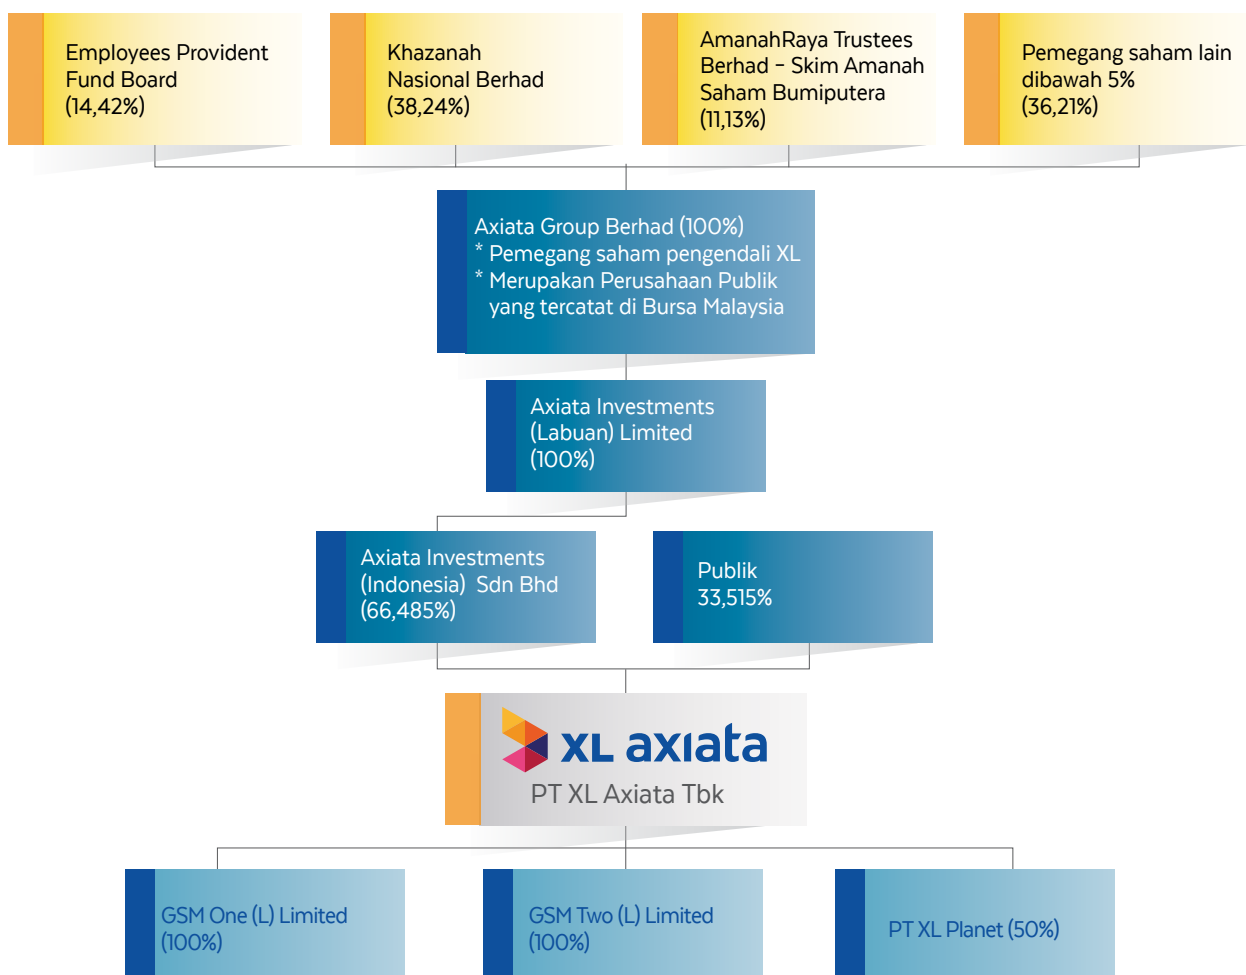 Employees Provident
Fund Board
(14,42%)
Khazanah
Nasional Berhad
(38,24%)
AmanahRaya Trustees
Berhad – Skim Amanah
Saham Bumiputera
(11,13%)
Pemegang saham lain
dibawah 5%
(36,21%)
Axiata Group Berhad (100%)
* Pemegang saham pengendali XL
* Merupakan Perusahaan Publik
yang tercatat di Bursa Malaysia
Axiata Investments
(Labuan) Limited
(100%)
Axiata Investments
(Indonesia) Sdn Bhd
(66,485%)
Publik
33,515%
XL axiata
PT XL Axiata Tbk
GSM One (L) Limited
(100%)
GSM Two (L) Limited
(100%)
PT XL Planet (50%)